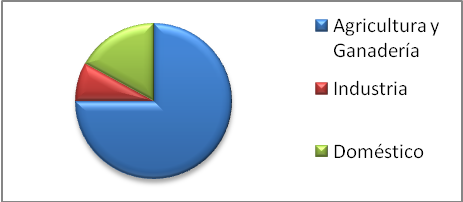 Agricultura y
Ganadería
Industria
Doméstico